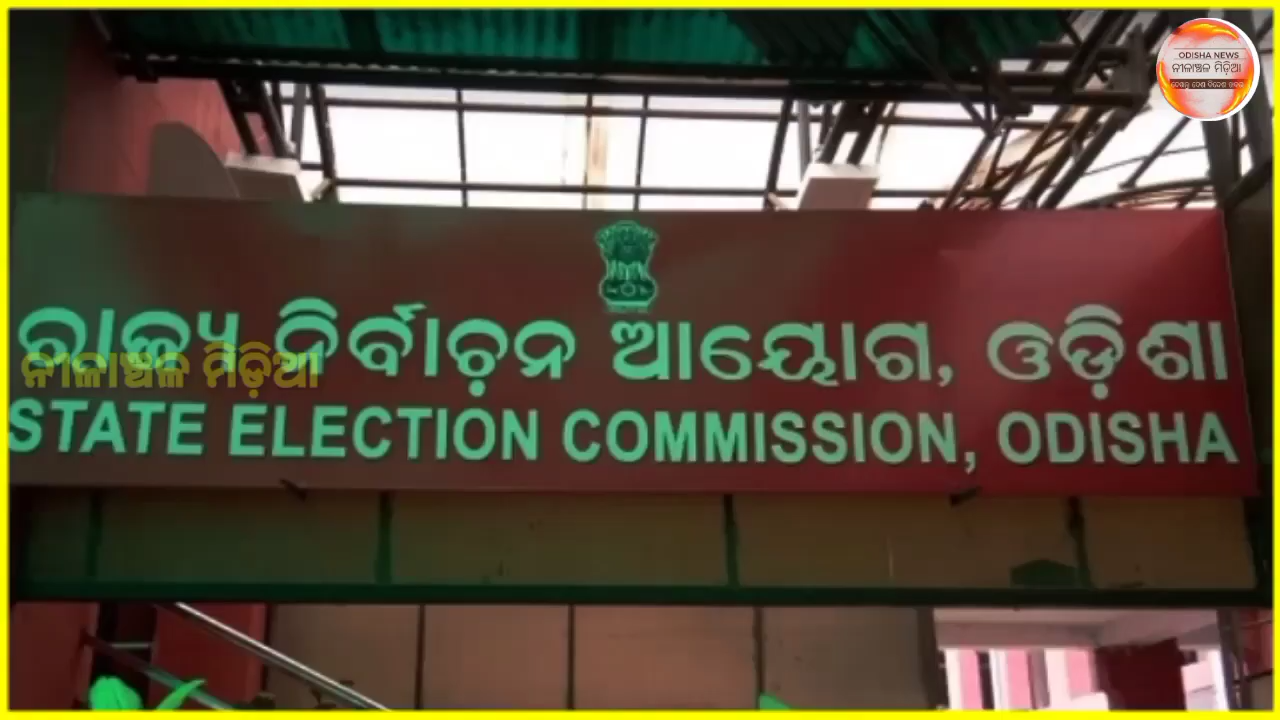 ODISHA NEWS
ନୀଳାଞ୍ଚଳ ମିଡ଼ିଆ
ରାଜ୍ୟ ନିର୍ବାଚନ ଆୟୋଗ, ଓଡ଼ିଶା
ନୀଳାଞ୍ଚଳ ମିଡ଼ିଆ
STATE ELECTION COMMISSION, ODISHA